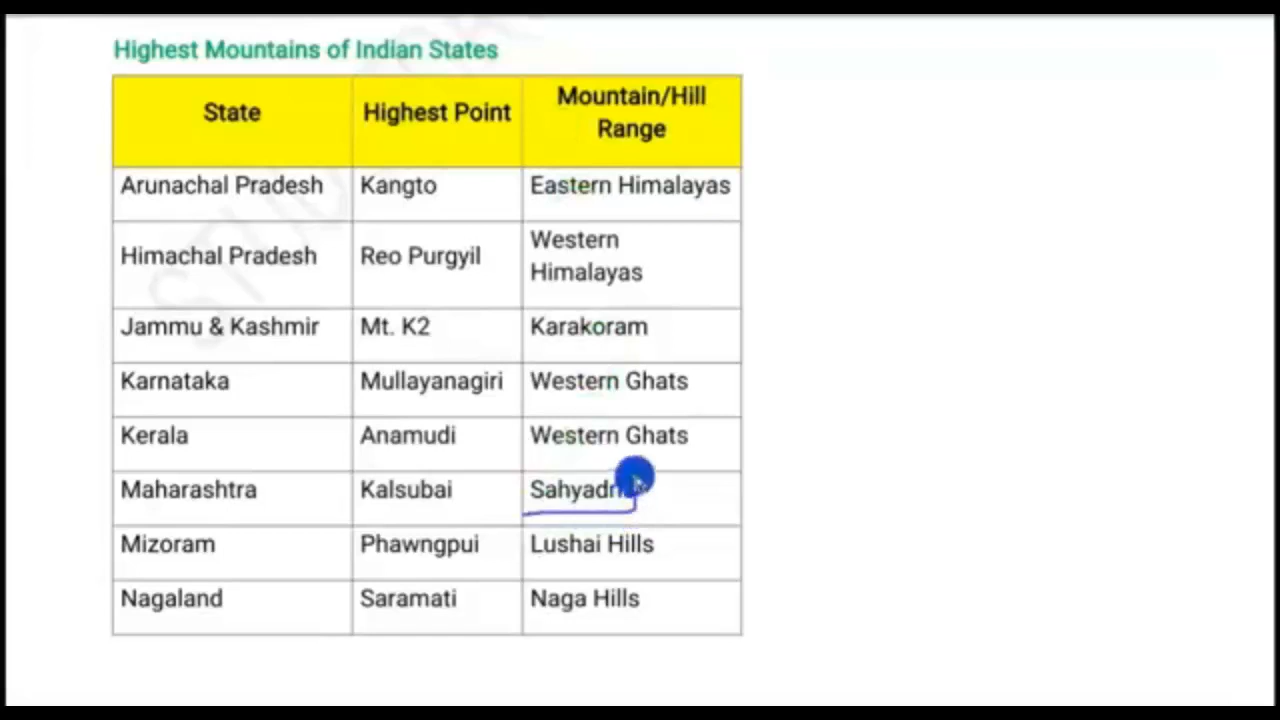 Highest Mountains of Indian States
State Highest Point Mountain/Hill Range
Arunachal Pradesh Kangto Eastern Himalayas
Himachal Pradesh Reo Purgyil Western Himalayas
Jammu & Kashmir Mt. K2 Karakoram
Karnataka Mullayanagiri Western Ghats
Kerala Anamudi Western Ghats
Maharashtra Kalsubai
Mizoram Phawngpui Lushai Hills
Nagaland Saramati Naga Hills